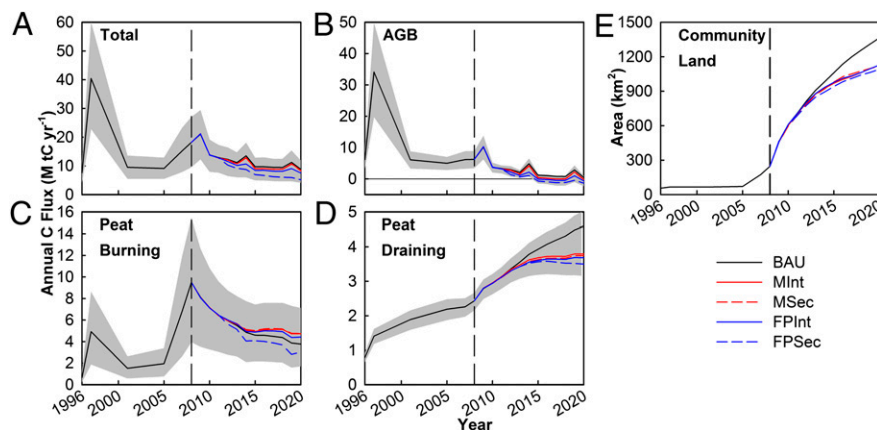 A
Total
60
50
40
30
20
10
0
B
AGB
50
40
30
20
10
0
E
Community
Land
1500
1200
900
600
300
0
Area (km²)
1996
2000
2005
2010
2015
2020
Annual C Flux (M tC yr⁻¹)
C
Peat
Burning
16
14
12
10
8
6
4
2
0
1996
2000
2005
2010
2015
2020
D
Peat
Draining
5
4
3
2
1
0
1996
2000
2005
2010
2015
2020
Year
BAU
MInt
MSec
FPInt
FPSec